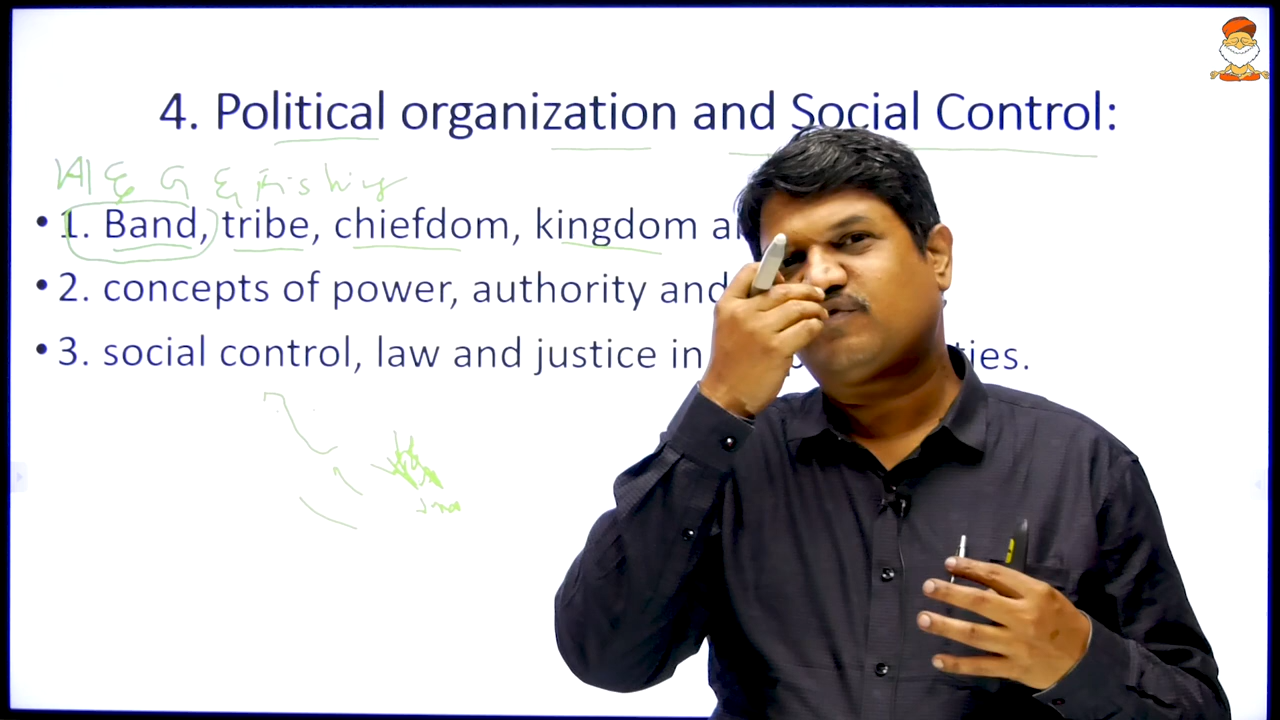 4. Political organization and Social Control:
& G & Fishing
• 1. Band, tribe, chiefdom, kingdom
• 2. concepts of power, authority and
• 3. social control, law and justice in